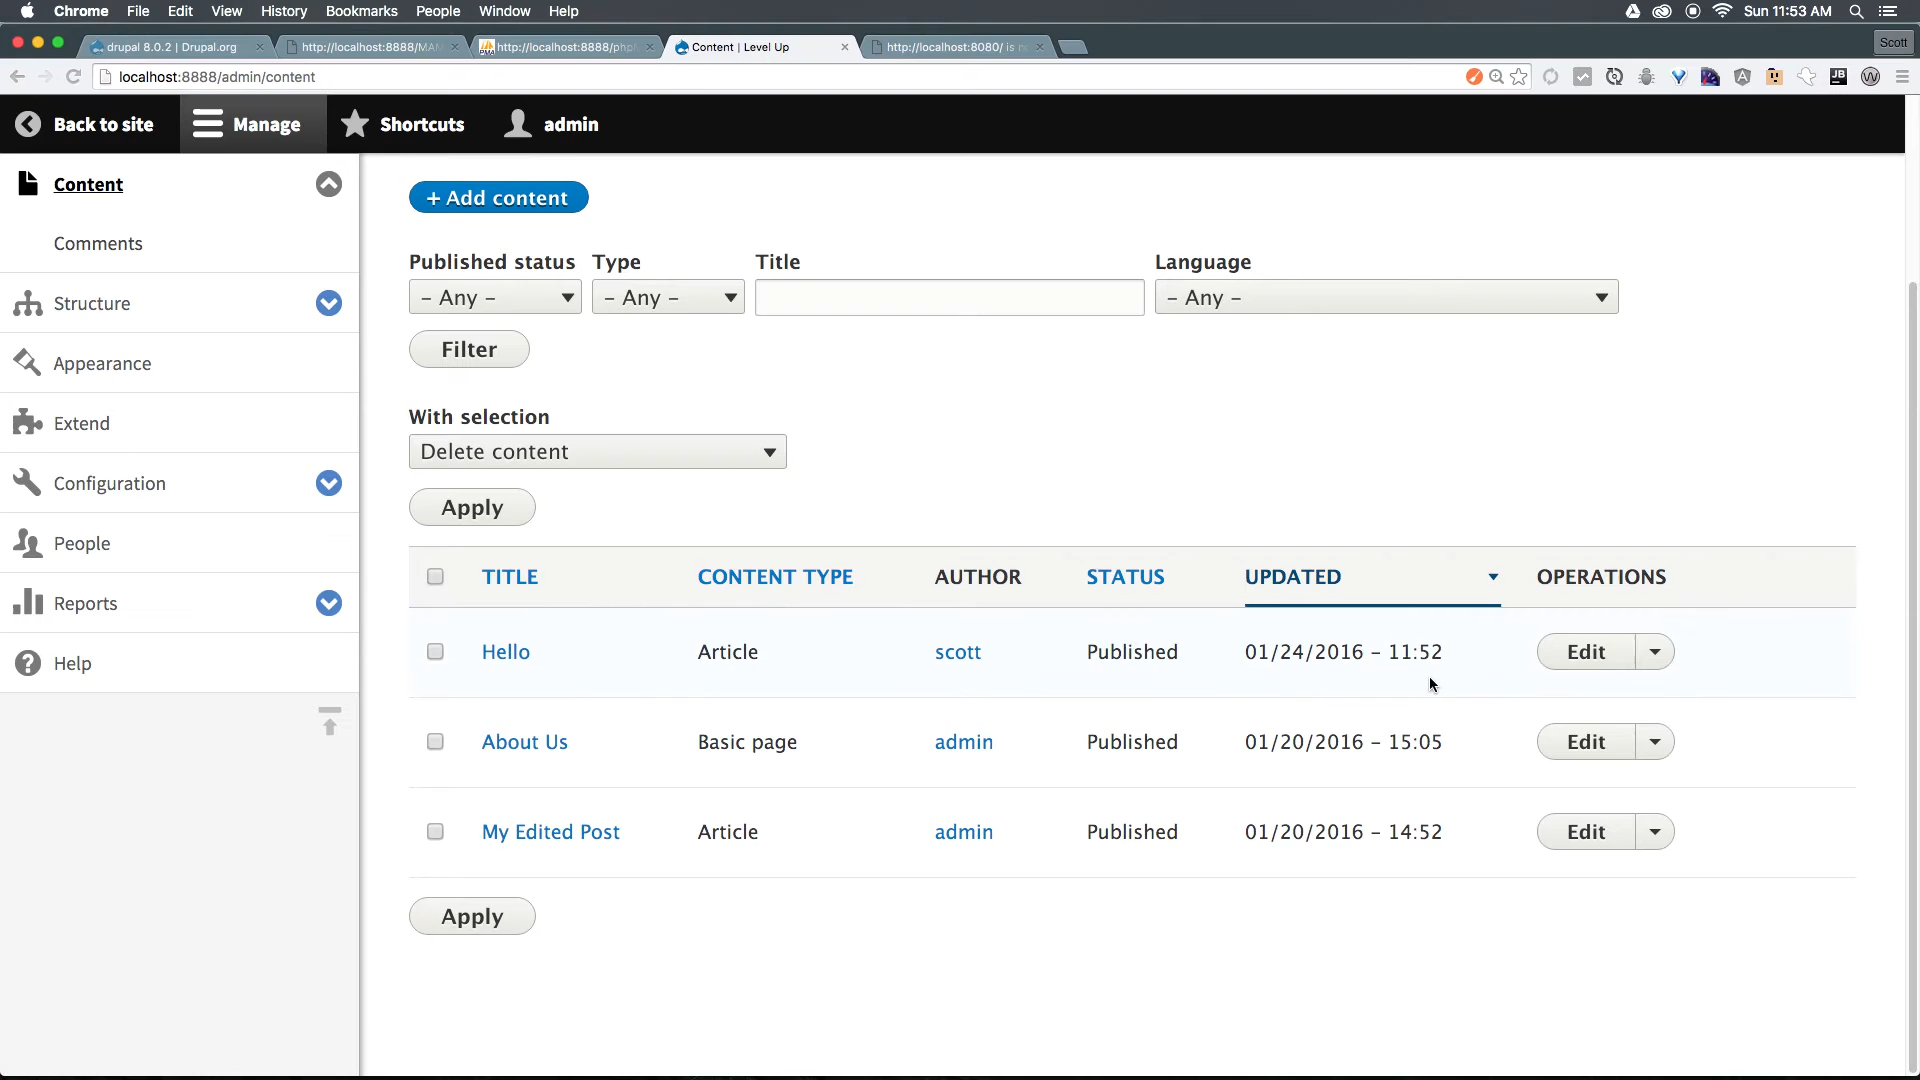 Chrome File Edit View History Bookmarks People Window Help Sun 11:53 AM
drupal 8.0.2 | Drupal.org http://localhost:8888/MAM http://localhost:8888/php Content | Level Up http://localhost:8080/ is Scott
localhost:8888/admin/content JB W
Back to site Manage Shortcuts admin
Content
Comments
Structure
Appearance
Extend
Configuration
People
Reports
Help
+ Add content
Published status Type Title Language
- Any - - Any - - Any -
Filter
With selection
Delete content
Apply
TITLE CONTENT TYPE AUTHOR STATUS UPDATED OPERATIONS
Hello Article scott Published 01/24/2016 - 11:52 Edit
About Us Basic page admin Published 01/20/2016 - 15:05 Edit
My Edited Post Article admin Published 01/20/2016 - 14:52 Edit
Apply